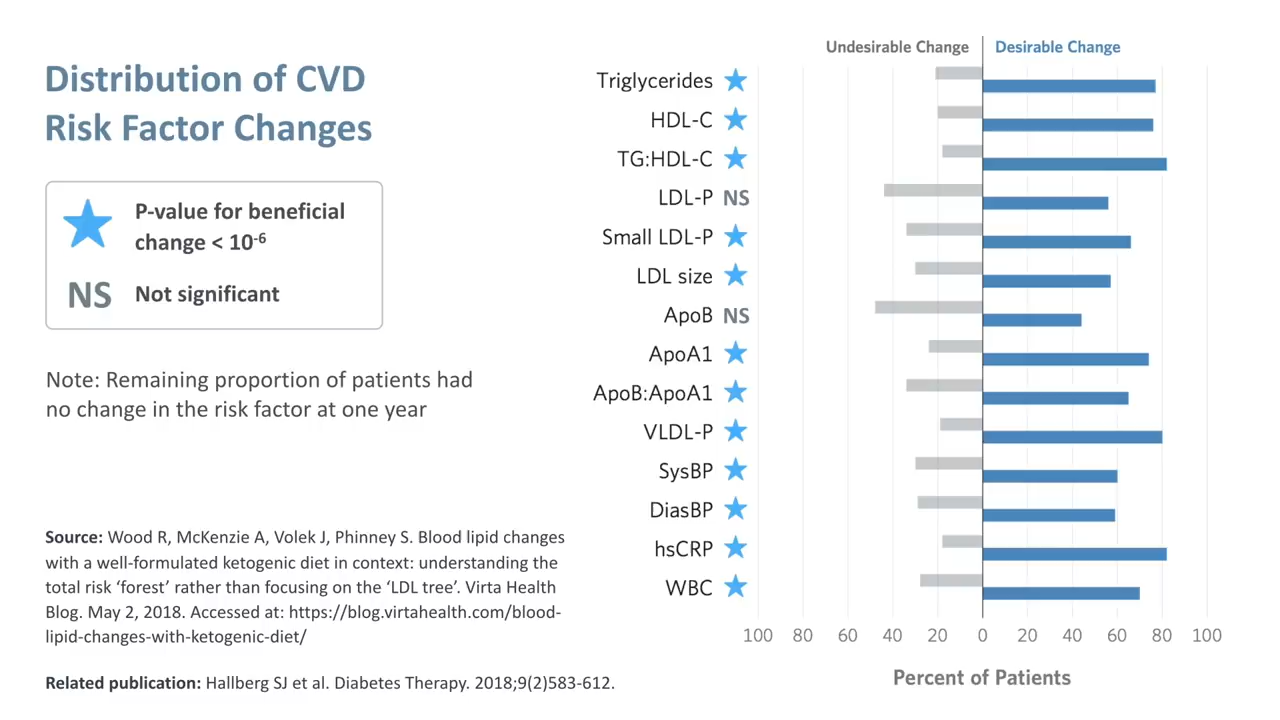 Distribution of CVD
Risk Factor Changes
P-value for beneficial
change < 10-6
NS Not significant
Note: Remaining proportion of patients had
no change in the risk factor at one year
Source: Wood R, McKenzie A, Volek J, Phinney S. Blood lipid changes
with a well-formulated ketogenic diet in context: understanding the
total risk ‘forest’ rather than focusing on the ‘LDL tree’. Virta Health
Blog. May 2, 2018. Accessed at: https://blog.virtahealth.com/blood-
lipid-changes-with-ketogenic-diet/
Related publication: Hallberg SJ et al. Diabetes Therapy. 2018;9(2)583-612.
Undesirable Change Desirable Change
Triglycerides
HDL-C
TG:HDL-C
LDL-P NS
Small LDL-P
LDL size
ApoB NS
ApoA1
ApoB:ApoA1
VLDL-P
SysBP
DiasBP
hsCRP
WBC
100 80 60 40 20 0 20 40 60 80 100
Percent of Patients